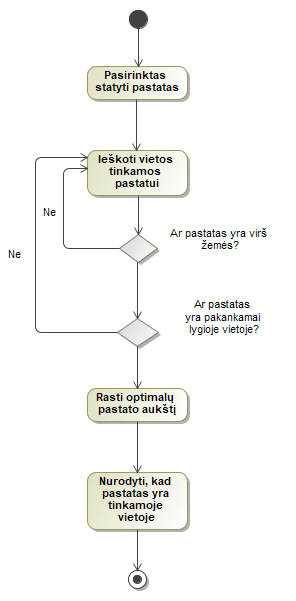 Pasirinktas
statyti pastatas
Ieškoti vietos
tinkamos
pastatui
Ne
Ar pastatas yra virš
žemės?
Ne
Ar pastatas
yra pakankamai
lygioje vietoje?
Rasti optimalų
pastato aukštį
Nurodyti, kad
pastatas yra
tinkamoje
vietoje